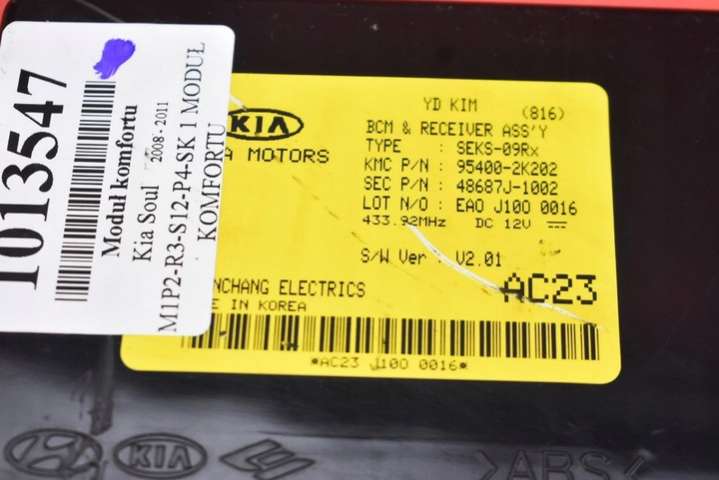 1013547
Moduł komfortu
Kia Soul 2008 - 2011
M1P2-R3-S12-P4-SK 1 MODUŁ
KOMFORTU
YD KIM (816)
KIA
MOTORS
BCM & RECEIVER ASS'Y
TYPE : SEKS-09Rx
KMC P/N : 95400-2K202
SEC P/N : 48687J-1002
LOT N/O : EAO J100 0016
433.92MHz DC 12V
S/W Ver : V2.01
NCHANG ELECTRICS
E IN KOREA
AC23
*AC23 J100 0016*
KIA
>ABS<